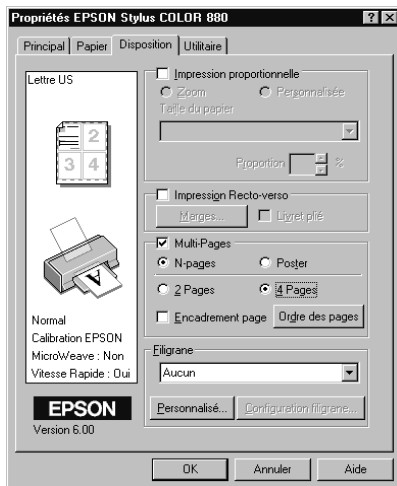 Propriétés EPSON Stylus COLOR 880
Principal Papier Disposition Utilitaire
Lettre US
2
3 4
A
Normal
Calibration EPSON
MicroWeave : Non
Vitesse Rapide : Oui
EPSON
Version 6.00
Impression proportionnelle
Zoom Personnalisée
Taille du papier
Proportion %
Impression Recto-verso
Marges... Livret plié
Multi-Pages
N-pages Poster
2 Pages 4 Pages
Encadrement page Ordre des pages
Filigrane
Aucun
Personnalisé... Configuration filigrane...
OK Annuler Aide